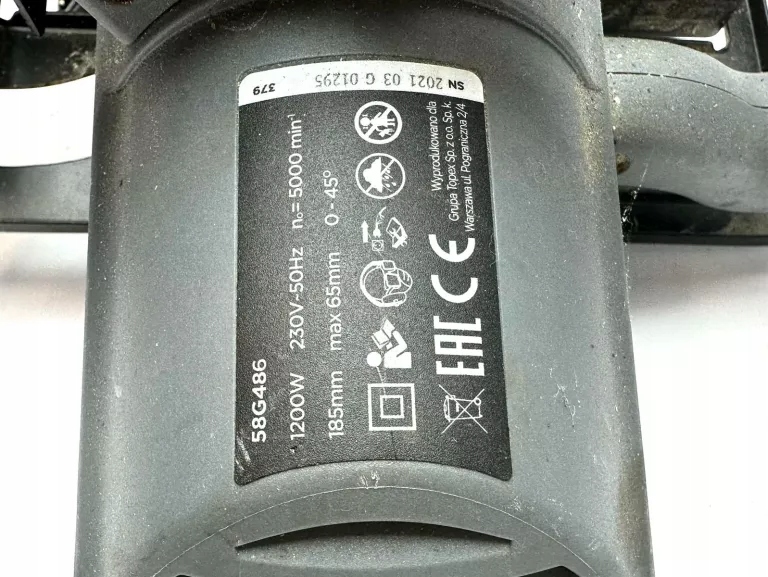 58G486
1200W 230V~50Hz n₀= 5000 min⁻¹
185mm max 65mm 0 - 45°
EAC CE
Wyprodukowano dla
Grupa Topex Sp. z o.o. Sp. k.
Warszawa ul. Pograniczna 2/4
SN 2021 03 G 01295
379